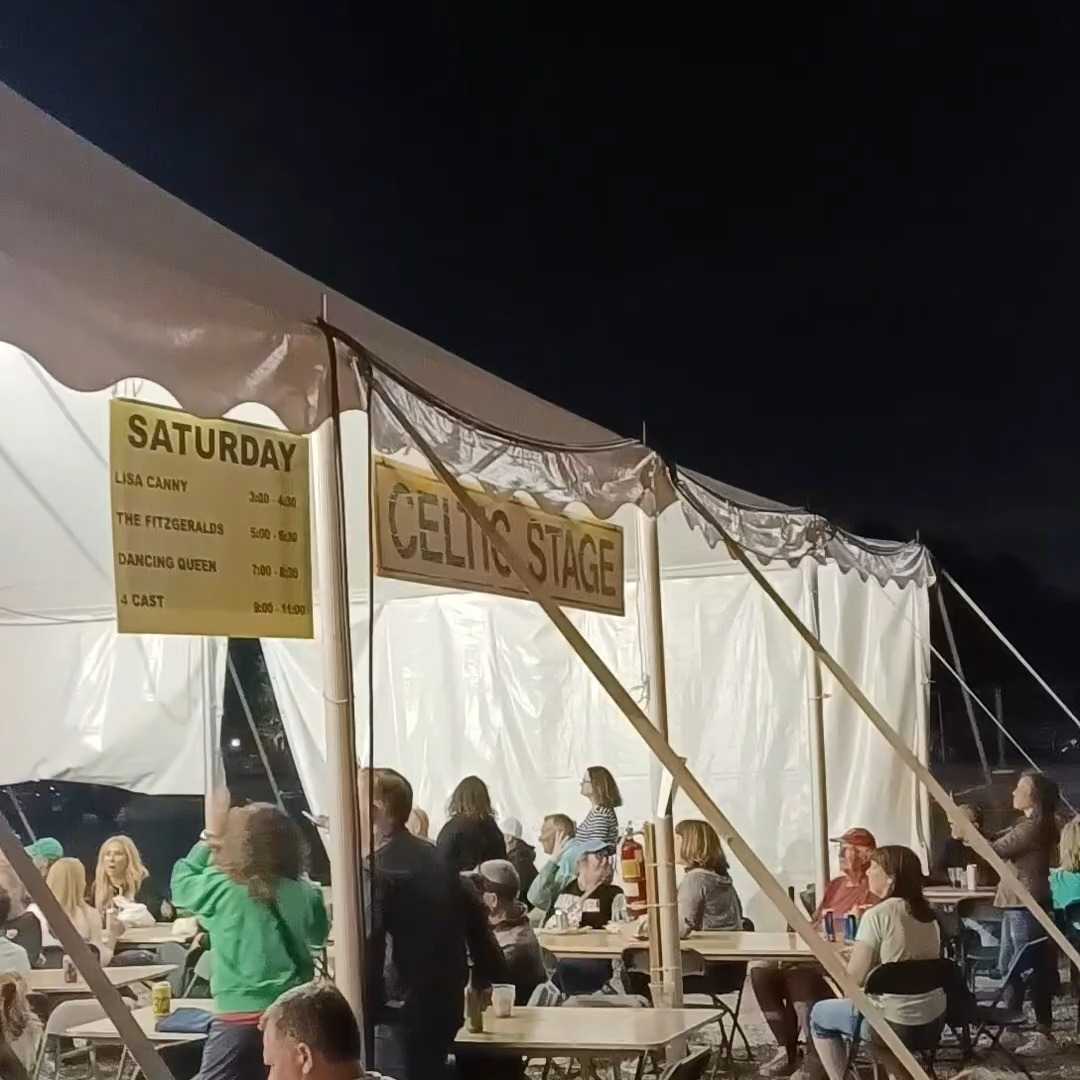 SATURDAY
LISA CANNY 3:00 - 4:30
THE FITZGERALDS 5:00 - 6:30
DANCING QUEEN 7:00 - 8:30
4 CAST 9:00 - 11:00
CELTIC STAGE